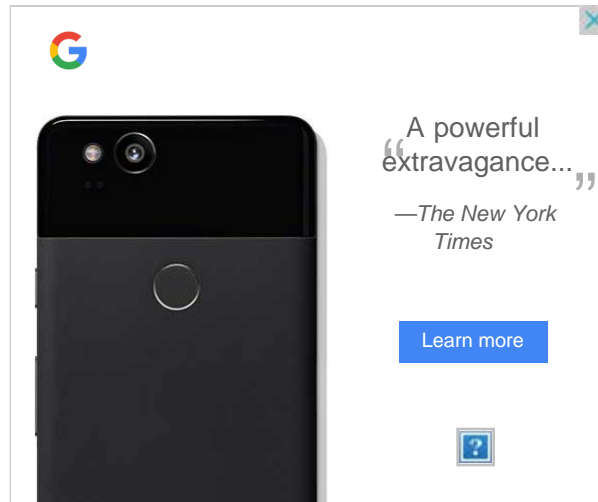 “A powerful
extravagance...”
—The New York
Times
Learn more